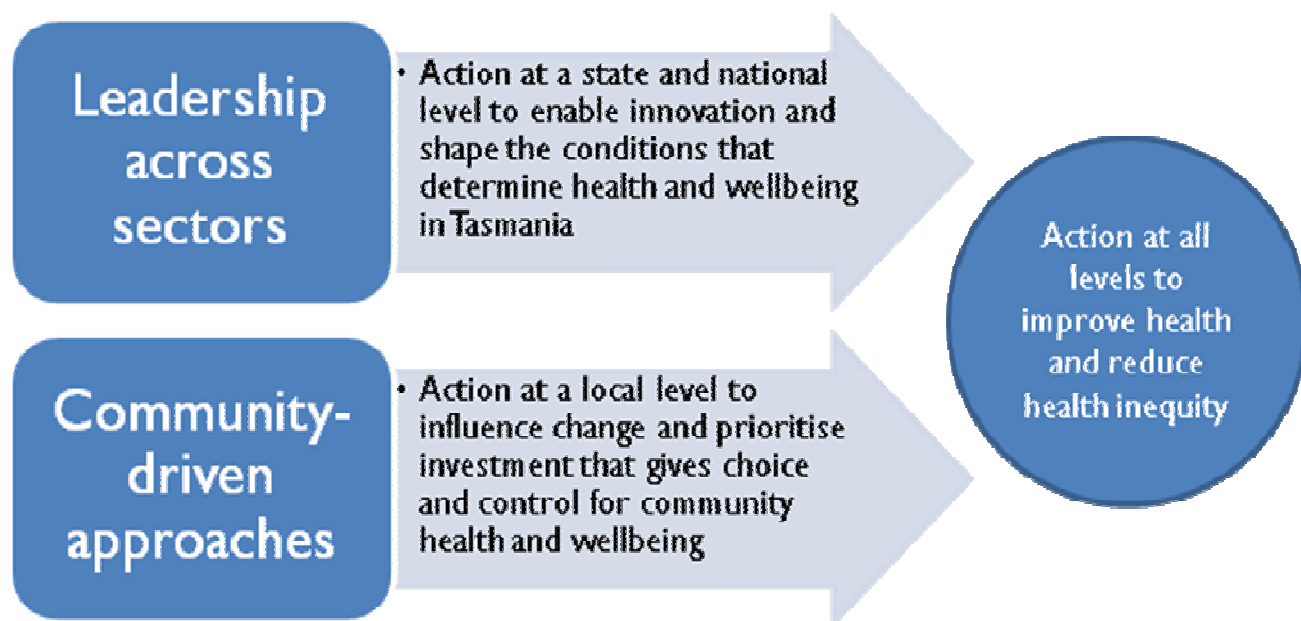 Leadership
across
sectors
• Action at a state and national
level to enable innovation and
shape the conditions that
determine health and wellbeing
in Tasmania
Community-
driven
approaches
• Action at a local level to
influence change and prioritise
investment that gives choice
and control for community
health and wellbeing
Action at all
levels to
improve health
and reduce
health inequity